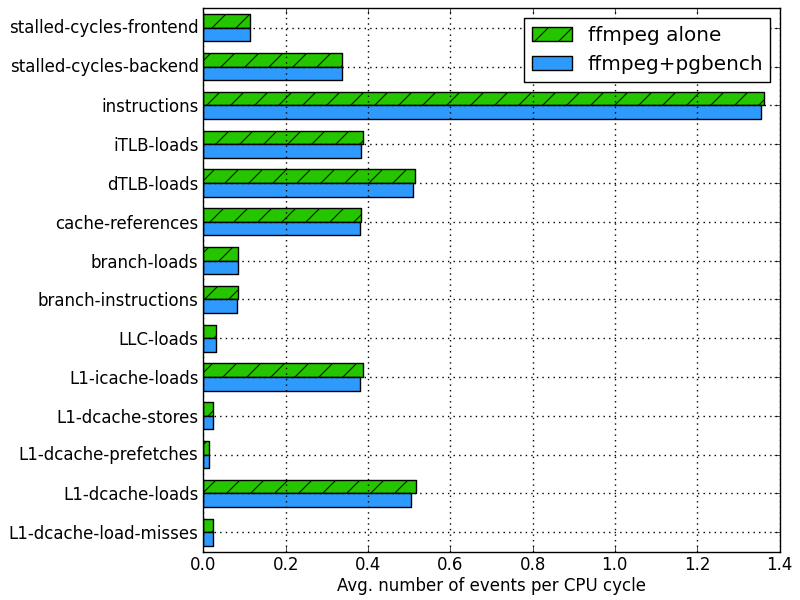 stalled-cycles-frontend
stalled-cycles-backend
instructions
iTLB-loads
dTLB-loads
cache-references
branch-loads
branch-instructions
LLC-loads
L1-icache-loads
L1-dcache-stores
L1-dcache-prefetches
L1-dcache-loads
L1-dcache-load-misses
ffmpeg alone
ffmpeg+pgbench
0.0 0.2 0.4 0.6 0.8 1.0 1.2 1.4
Avg. number of events per CPU cycle